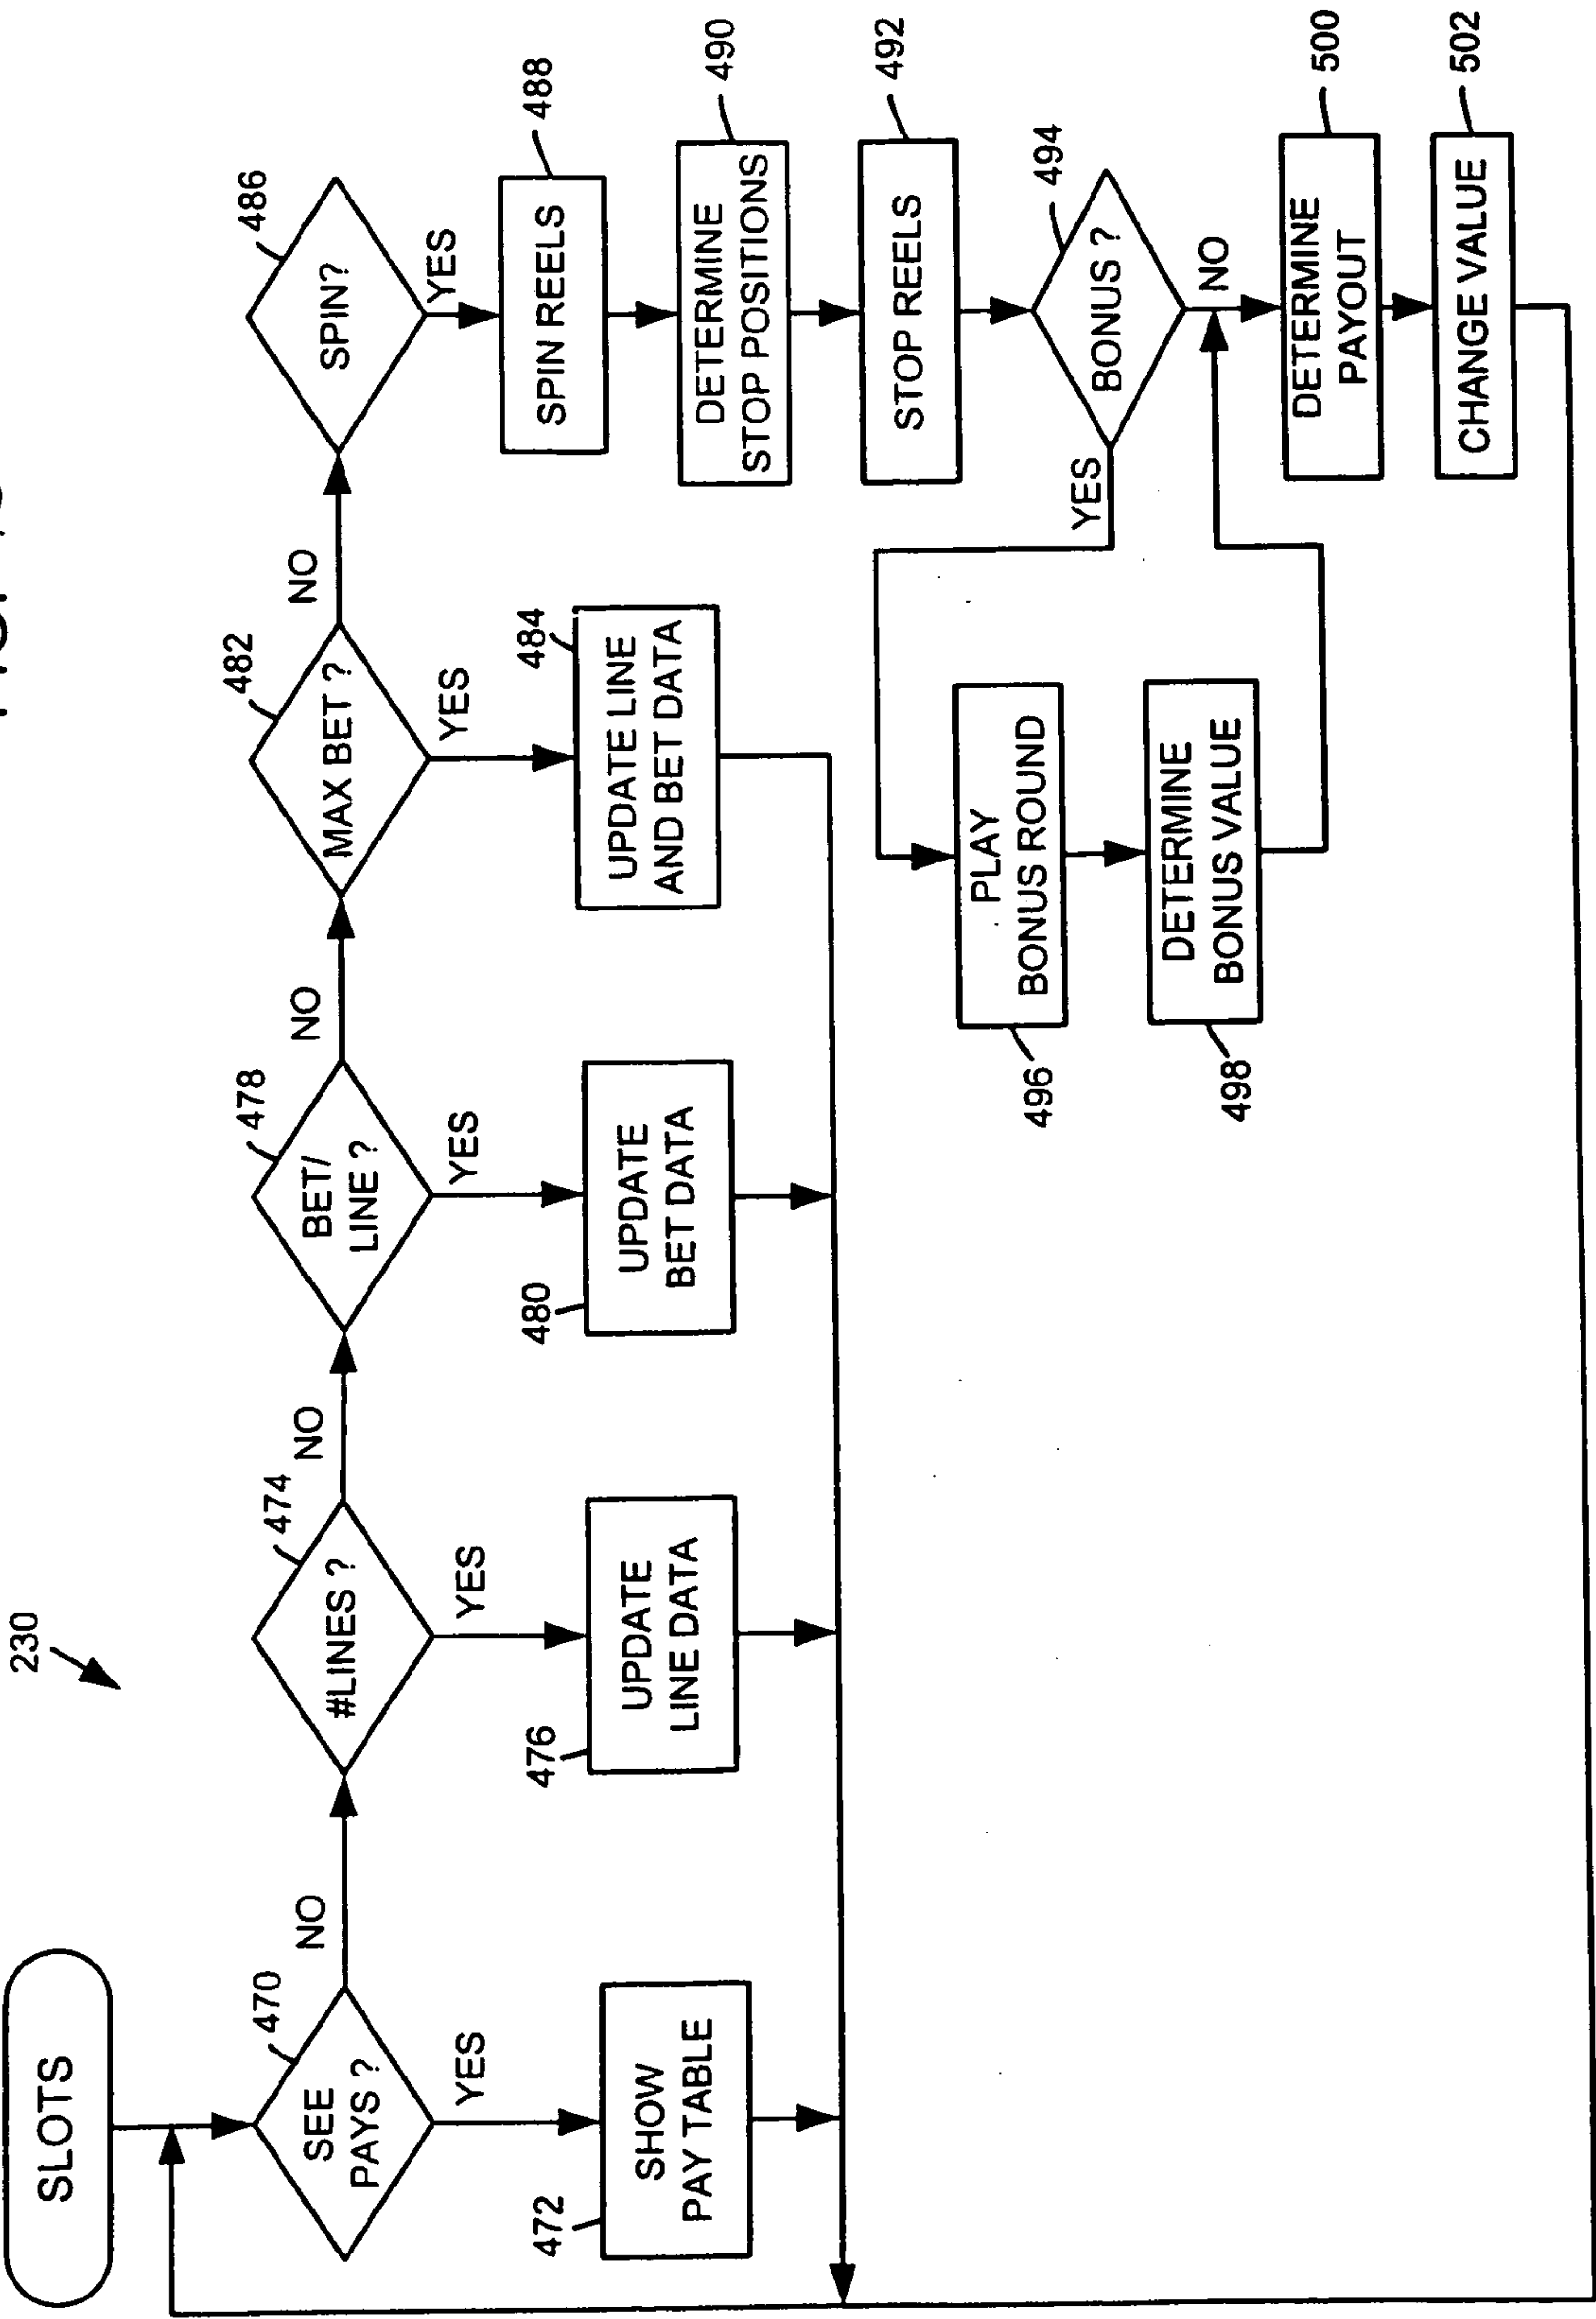 230
SLOTS
470
SEE
PAYS ?
NO
YES
472
SHOW
PAY TABLE
474
#LINES ?
NO
YES
476
UPDATE
LINE DATA
478
BET/
LINE ?
NO
YES
480
UPDATE
BET DATA
482
MAX BET ?
NO
YES
484
UPDATE LINE
AND BET DATA
486
SPIN?
YES
488
SPIN REELS
490
DETERMINE
STOP POSITIONS
492
STOP REELS
494
BONUS ?
YES
NO
496
PLAY
BONUS ROUND
498
DETERMINE
BONUS VALUE
500
DETERMINE
PAYOUT
502
CHANGE VALUE